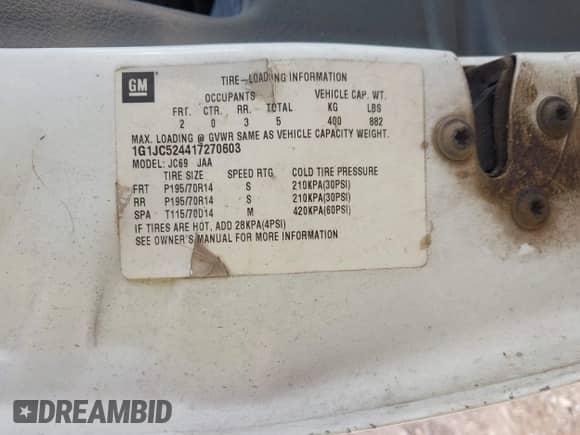 GM
TIRE-LOADING INFORMATION
OCCUPANTS VEHICLE CAP. WT.
FRT. CTR. RR. TOTAL KG LBS
2 0 3 5 400 882
MAX. LOADING @ GVWR SAME AS VEHICLE CAPACITY WEIGHT.
1G1JC524417270603
MODEL: JC69 JAA
TIRE SIZE SPEED RTG COLD TIRE PRESSURE
FRT P195/70R14 S 210KPA(30PSI)
RR P195/70R14 S 210KPA(30PSI)
SPA T115/70D14 M 420KPA(60PSI)
IF TIRES ARE HOT, ADD 28KPA(4PSI)
SEE OWNER'S MANUAL FOR MORE INFORMATION
DREAMBID